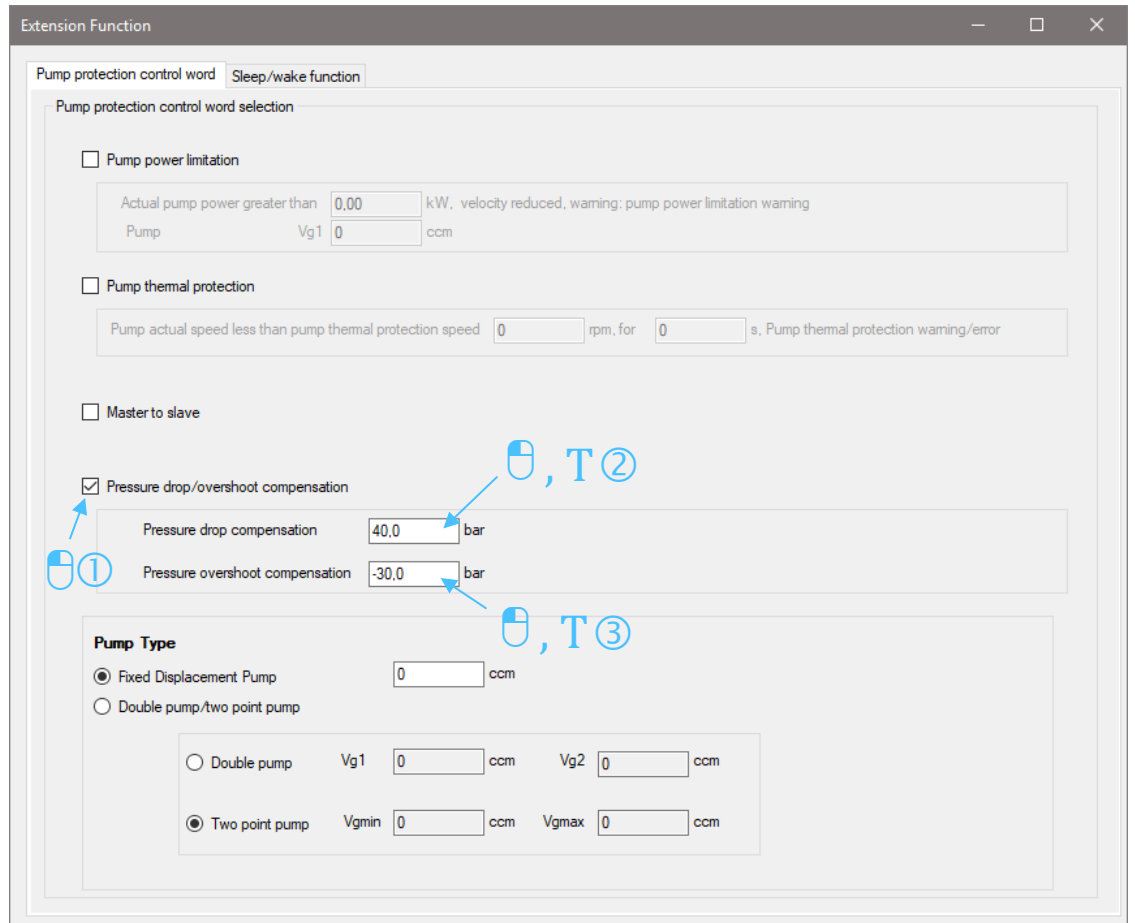 Extension Function
Pump protection control word Sleep/wake function
Pump protection control word selection
Pump power limitation
Actual pump power greater than 0,00 kW, velocity reduced, warning: pump power limitation warning
Pump Vg1 0 ccm
Pump thermal protection
Pump actual speed less than pump thermal protection speed 0 rpm, for 0 s, Pump thermal protection warning/error
Master to slave
, T ②
Pressure drop/overshoot compensation
Pressure drop compensation 40,0 bar
①
Pressure overshoot compensation -30,0 bar
, T ③
Pump Type
Fixed Displacement Pump 0 ccm
Double pump/two point pump
Double pump Vg1 0 ccm Vg2 0 ccm
Two point pump Vgmin 0 ccm Vgmax 0 ccm